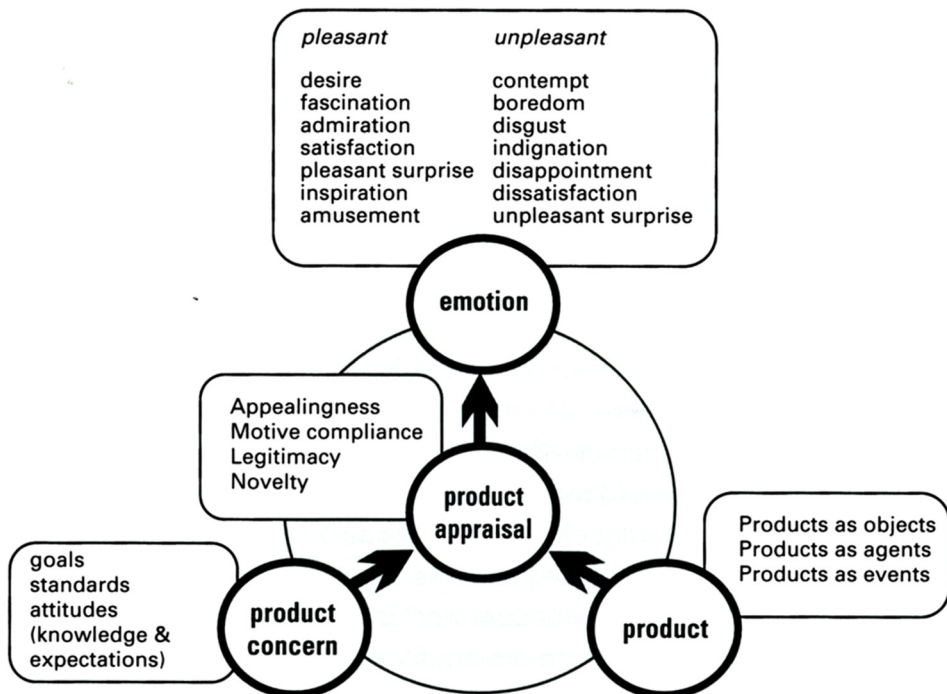 pleasant unpleasant
desire contempt
fascination boredom
admiration disgust
satisfaction indignation
pleasant surprise disappointment
inspiration dissatisfaction
amusement unpleasant surprise
emotion
Appealingness
Motive compliance
Legitimacy
Novelty
product
appraisal
goals
standards
attitudes
(knowledge &
expectations)
product
concern
Products as objects
Products as agents
Products as events
product